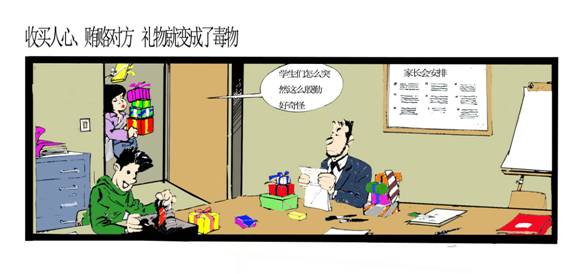 收买人心、贿赂对方 礼物就变成了毒物
学生们怎么突
然这么殷勤
好奇怪
家长会安排